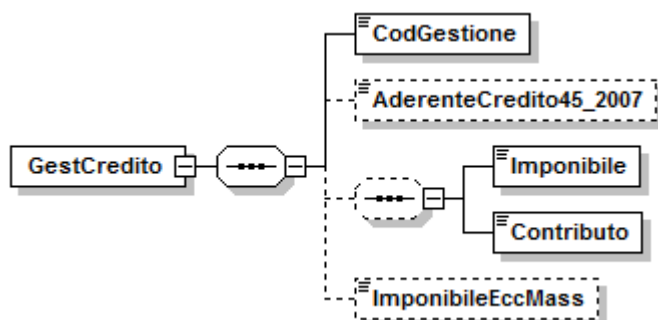 CodGestione
AderenteCredito45_2007
GestCredito
Imponibile
Contributo
ImponibileEccMass